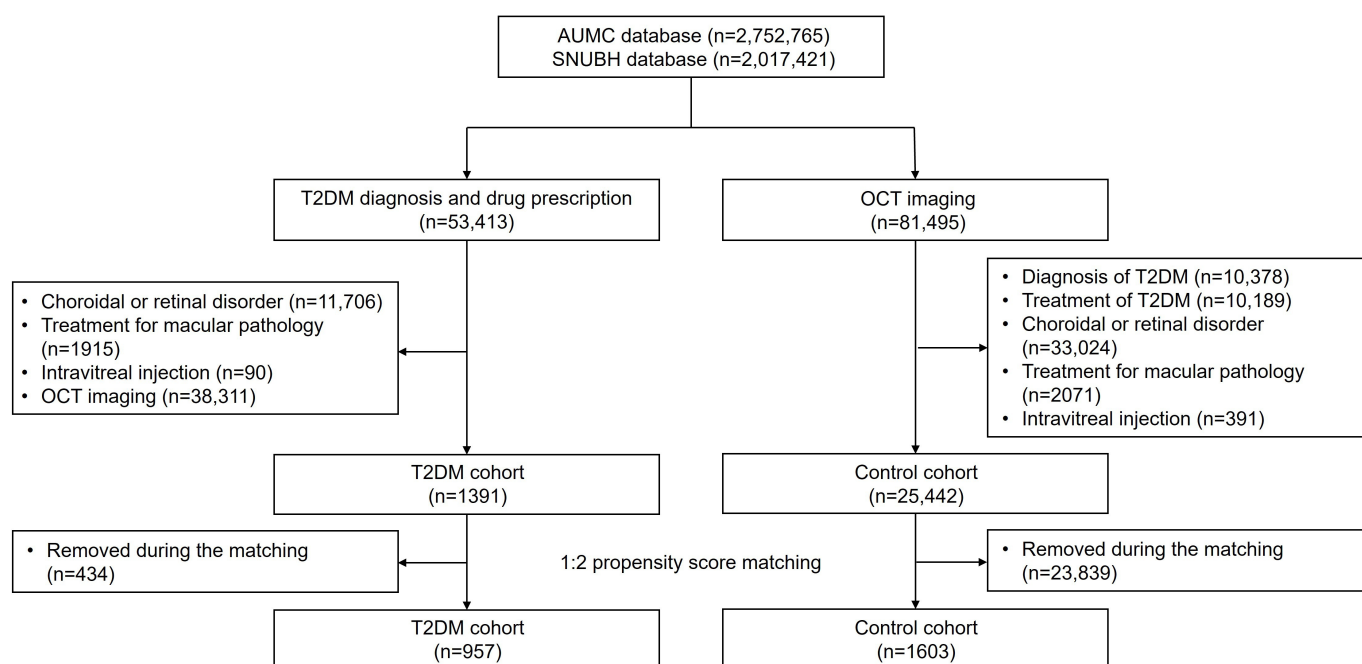 AUMC database (n=2,752,765)
SNUBH database (n=2,017,421)
T2DM diagnosis and drug prescription
(n=53,413)
OCT imaging
(n=81,495)
• Choroidal or retinal disorder (n=11,706)
• Treatment for macular pathology
(n=1915)
• Intravitreal injection (n=90)
• OCT imaging (n=38,311)
• Diagnosis of T2DM (n=10,378)
• Treatment of T2DM (n=10,189)
• Choroidal or retinal disorder
(n=33,024)
• Treatment for macular pathology
(n=2071)
• Intravitreal injection (n=391)
T2DM cohort
(n=1391)
Control cohort
(n=25,442)
• Removed during the matching
(n=434)
1:2 propensity score matching
• Removed during the matching
(n=23,839)
T2DM cohort
(n=957)
Control cohort
(n=1603)